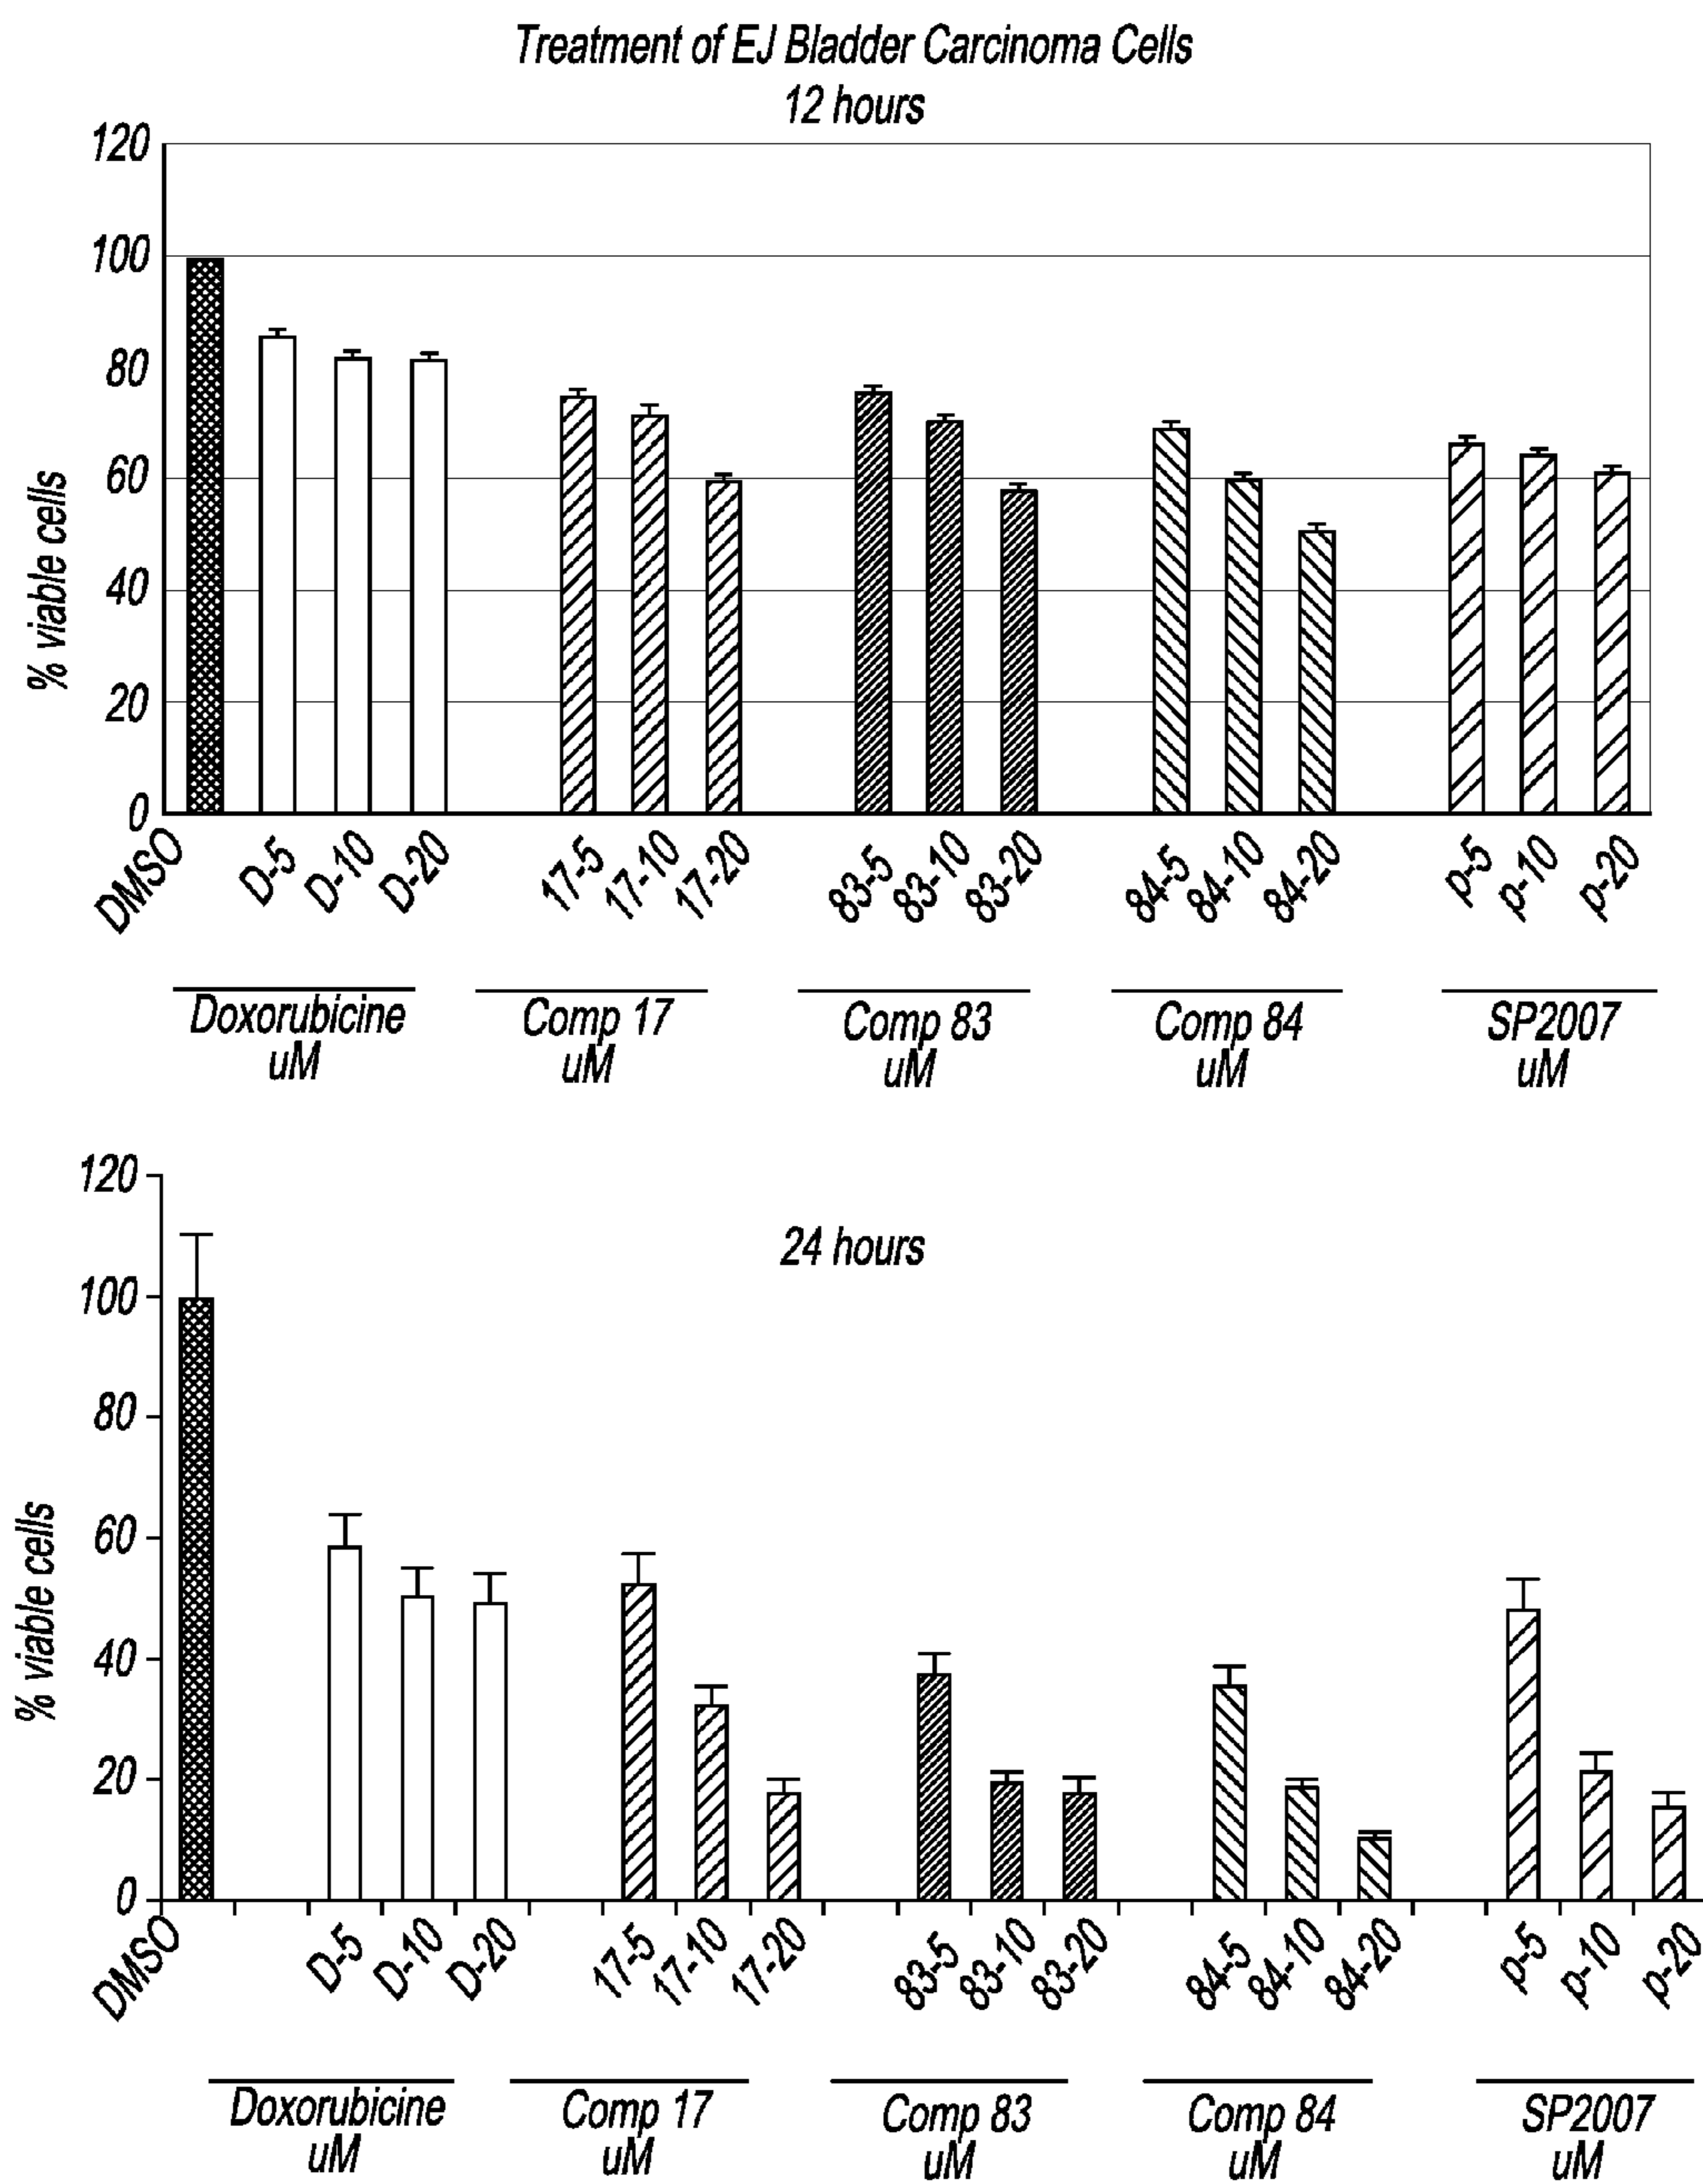 Treatment of EJ Bladder Carcinoma Cells
12 hours
120
100
80
60
40
20
0
% viable cells
DMSO D-5 D-10 D-20 17-5 17-10 17-20 83-5 83-10 83-20 84-5 84-10 84-20 p-5 p-10 p-20
Doxorubicine Comp 17 Comp 83 Comp 84 SP2007
uM uM uM uM uM
24 hours
120
100
80
60
40
20
0
% viable cells
DMSO D-5 D-10 D-20 17-5 17-10 17-20 83-5 83-10 83-20 84-5 84-10 84-20 p-5 p-10 p-20
Doxorubicine Comp 17 Comp 83 Comp 84 SP2007
uM uM uM uM uM